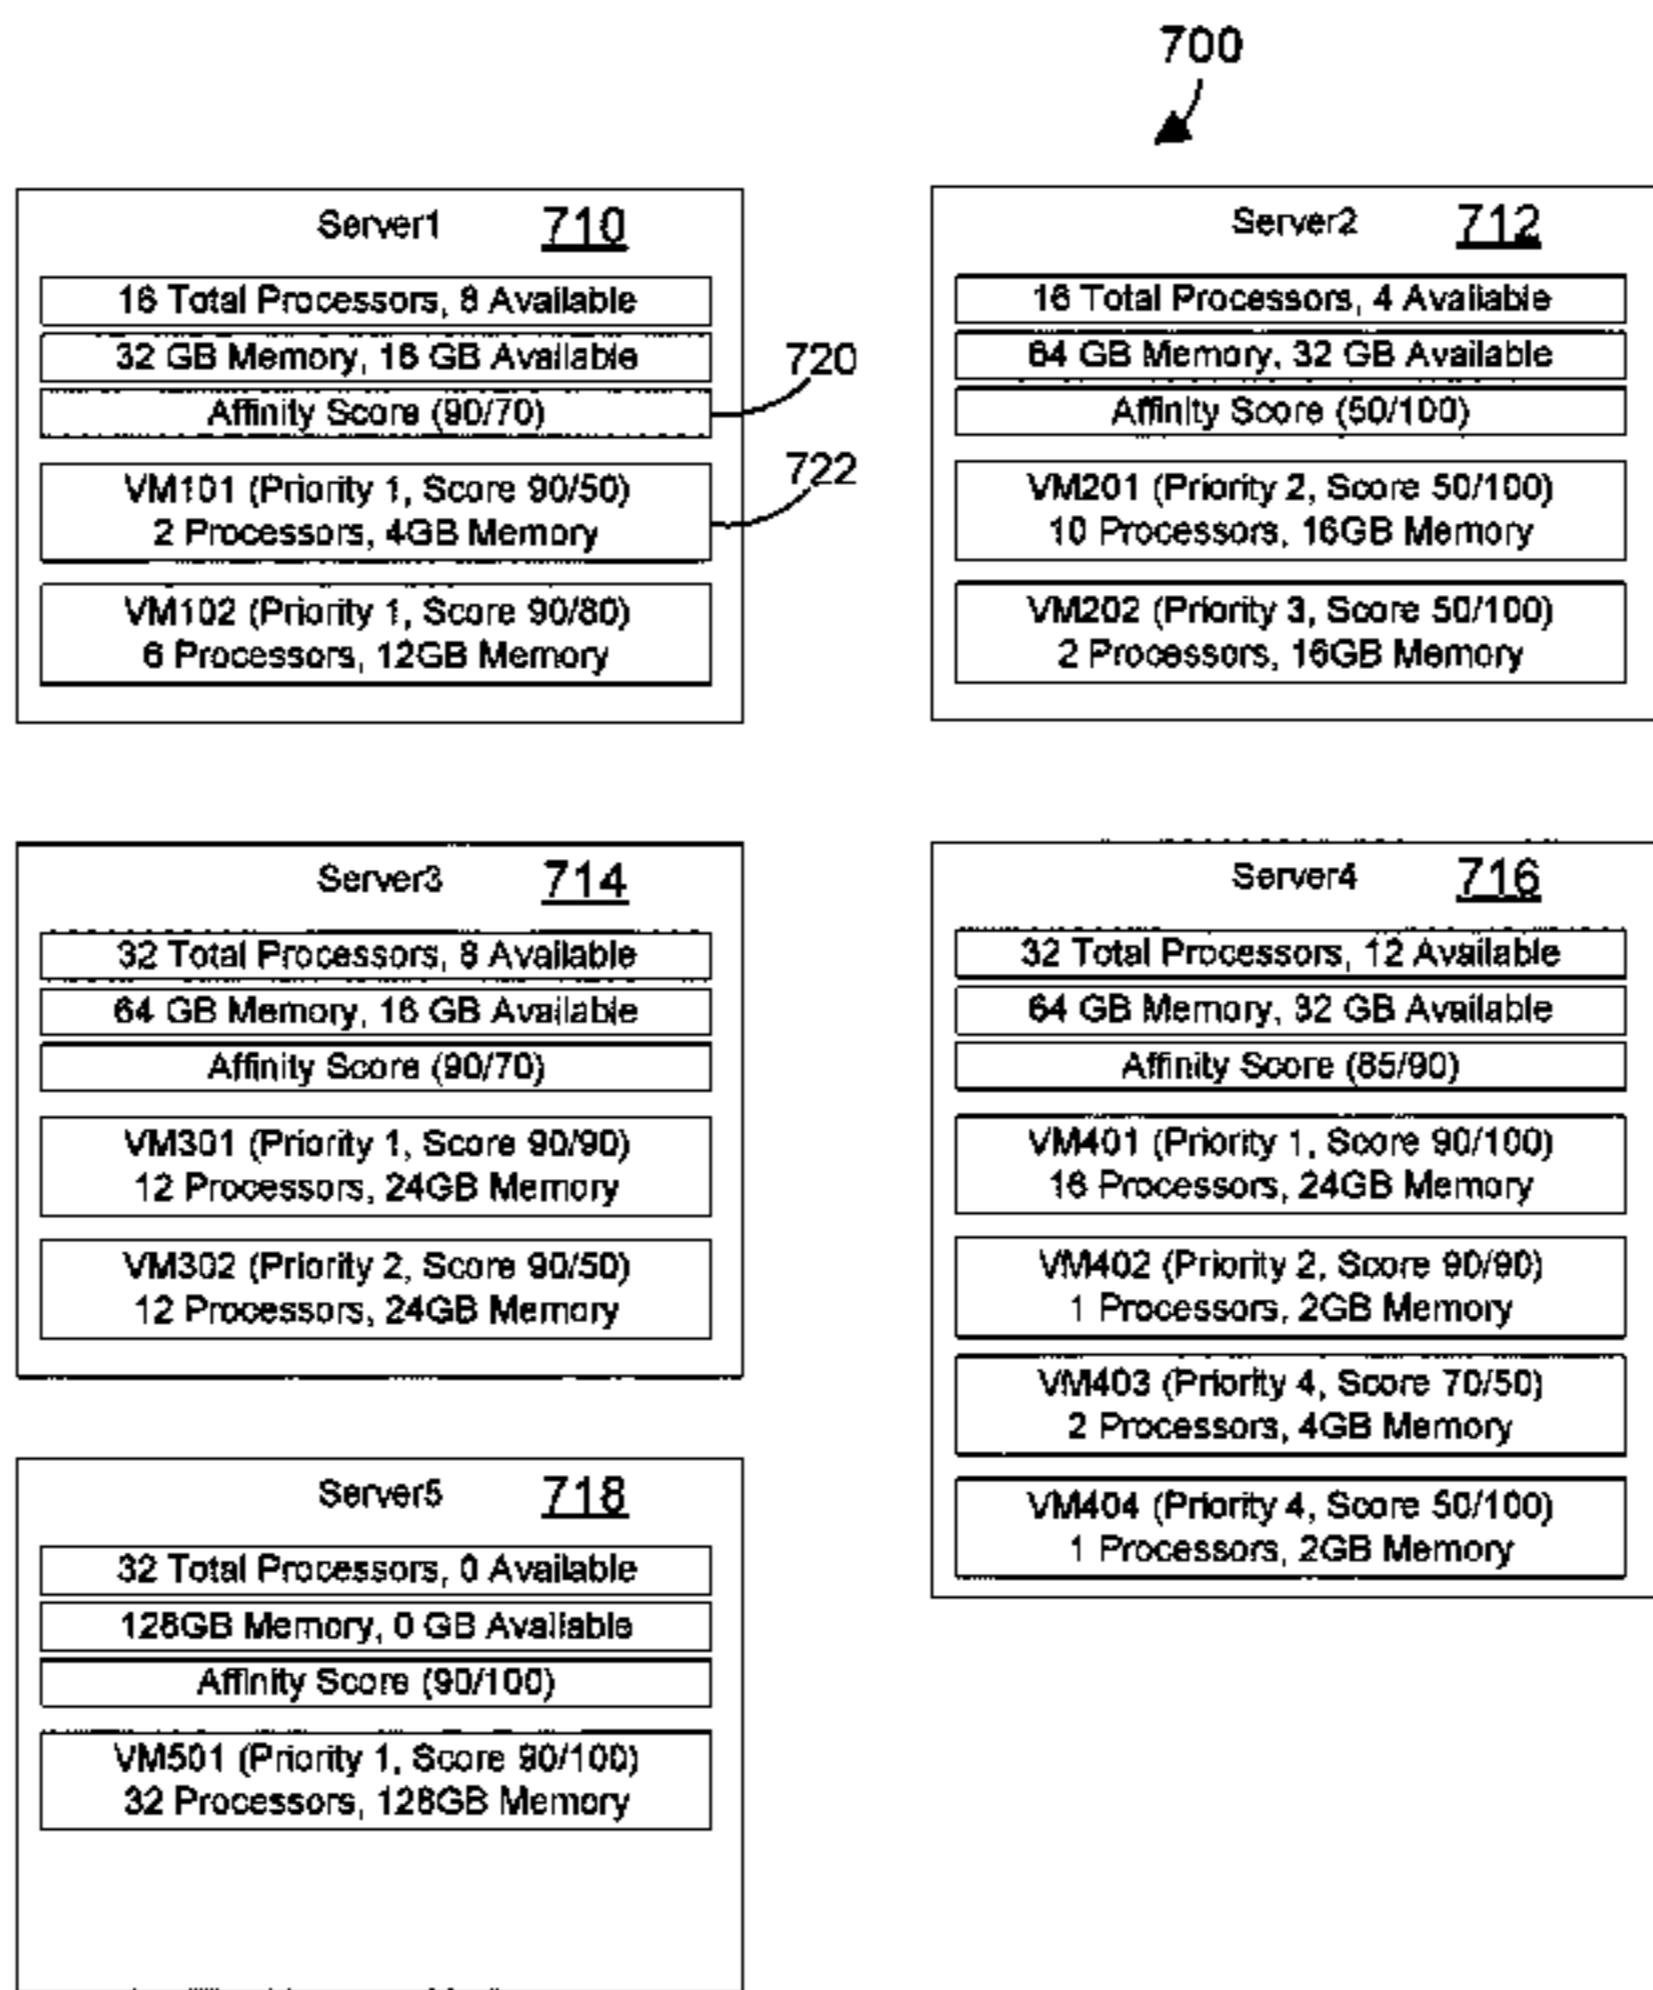 700
Server1 710
16 Total Processors, 8 Available
32 GB Memory, 16 GB Available
Affinity Score (90/70)
720
VM101 (Priority 1, Score 90/50)
2 Processors, 4GB Memory
722
VM102 (Priority 1, Score 90/80)
6 Processors, 12GB Memory
Server2 712
16 Total Processors, 4 Available
64 GB Memory, 32 GB Available
Affinity Score (50/100)
VM201 (Priority 2, Score 50/100)
10 Processors, 16GB Memory
VM202 (Priority 3, Score 50/100)
2 Processors, 16GB Memory
Server3 714
32 Total Processors, 8 Available
64 GB Memory, 16 GB Available
Affinity Score (90/70)
VM301 (Priority 1, Score 90/90)
12 Processors, 24GB Memory
VM302 (Priority 2, Score 90/50)
12 Processors, 24GB Memory
Server4 716
32 Total Processors, 12 Available
64 GB Memory, 32 GB Available
Affinity Score (85/90)
VM401 (Priority 1, Score 90/100)
16 Processors, 24GB Memory
VM402 (Priority 2, Score 90/90)
1 Processors, 2GB Memory
VM403 (Priority 4, Score 70/50)
2 Processors, 4GB Memory
VM404 (Priority 4, Score 50/100)
1 Processors, 2GB Memory
Server5 718
32 Total Processors, 0 Available
128GB Memory, 0 GB Available
Affinity Score (90/100)
VM501 (Priority 1, Score 90/100)
32 Processors, 128GB Memory